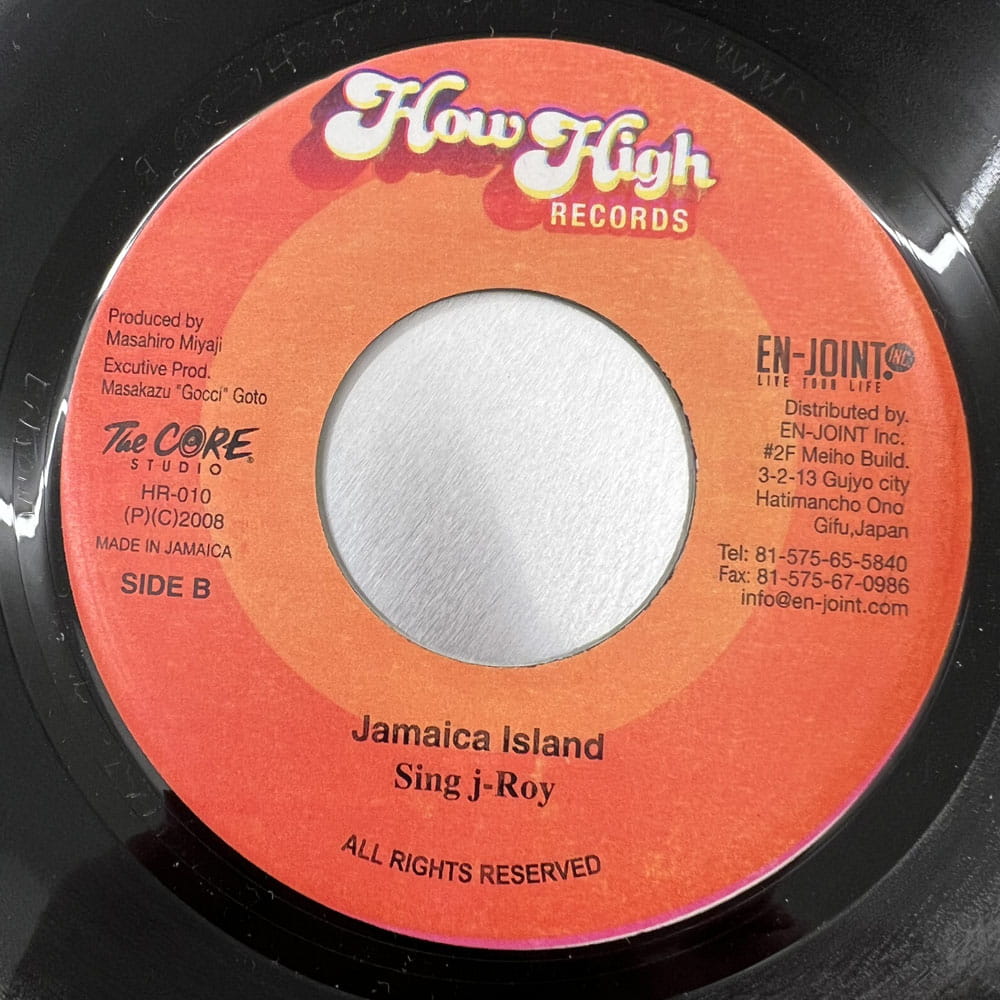 How High
RECORDS
Produced by
Masahiro Miyaji
Excutive Prod.
Masakazu "Gocci" Goto
The CORE
STUDIO
HR-010
(P)(C)2008
MADE IN JAMAICA
SIDE B
EN-JOINT. INC.
LIVE YOUR LIFE
Distributed by.
EN-JOINT Inc.
#2F Meiho Build.
3-2-13 Gujyo city
Hatimancho Ono
Gifu,Japan
Tel: 81-575-65-5840
Fax: 81-575-67-0986
info@en-joint.com
Jamaica Island
Sing j-Roy
ALL RIGHTS RESERVED